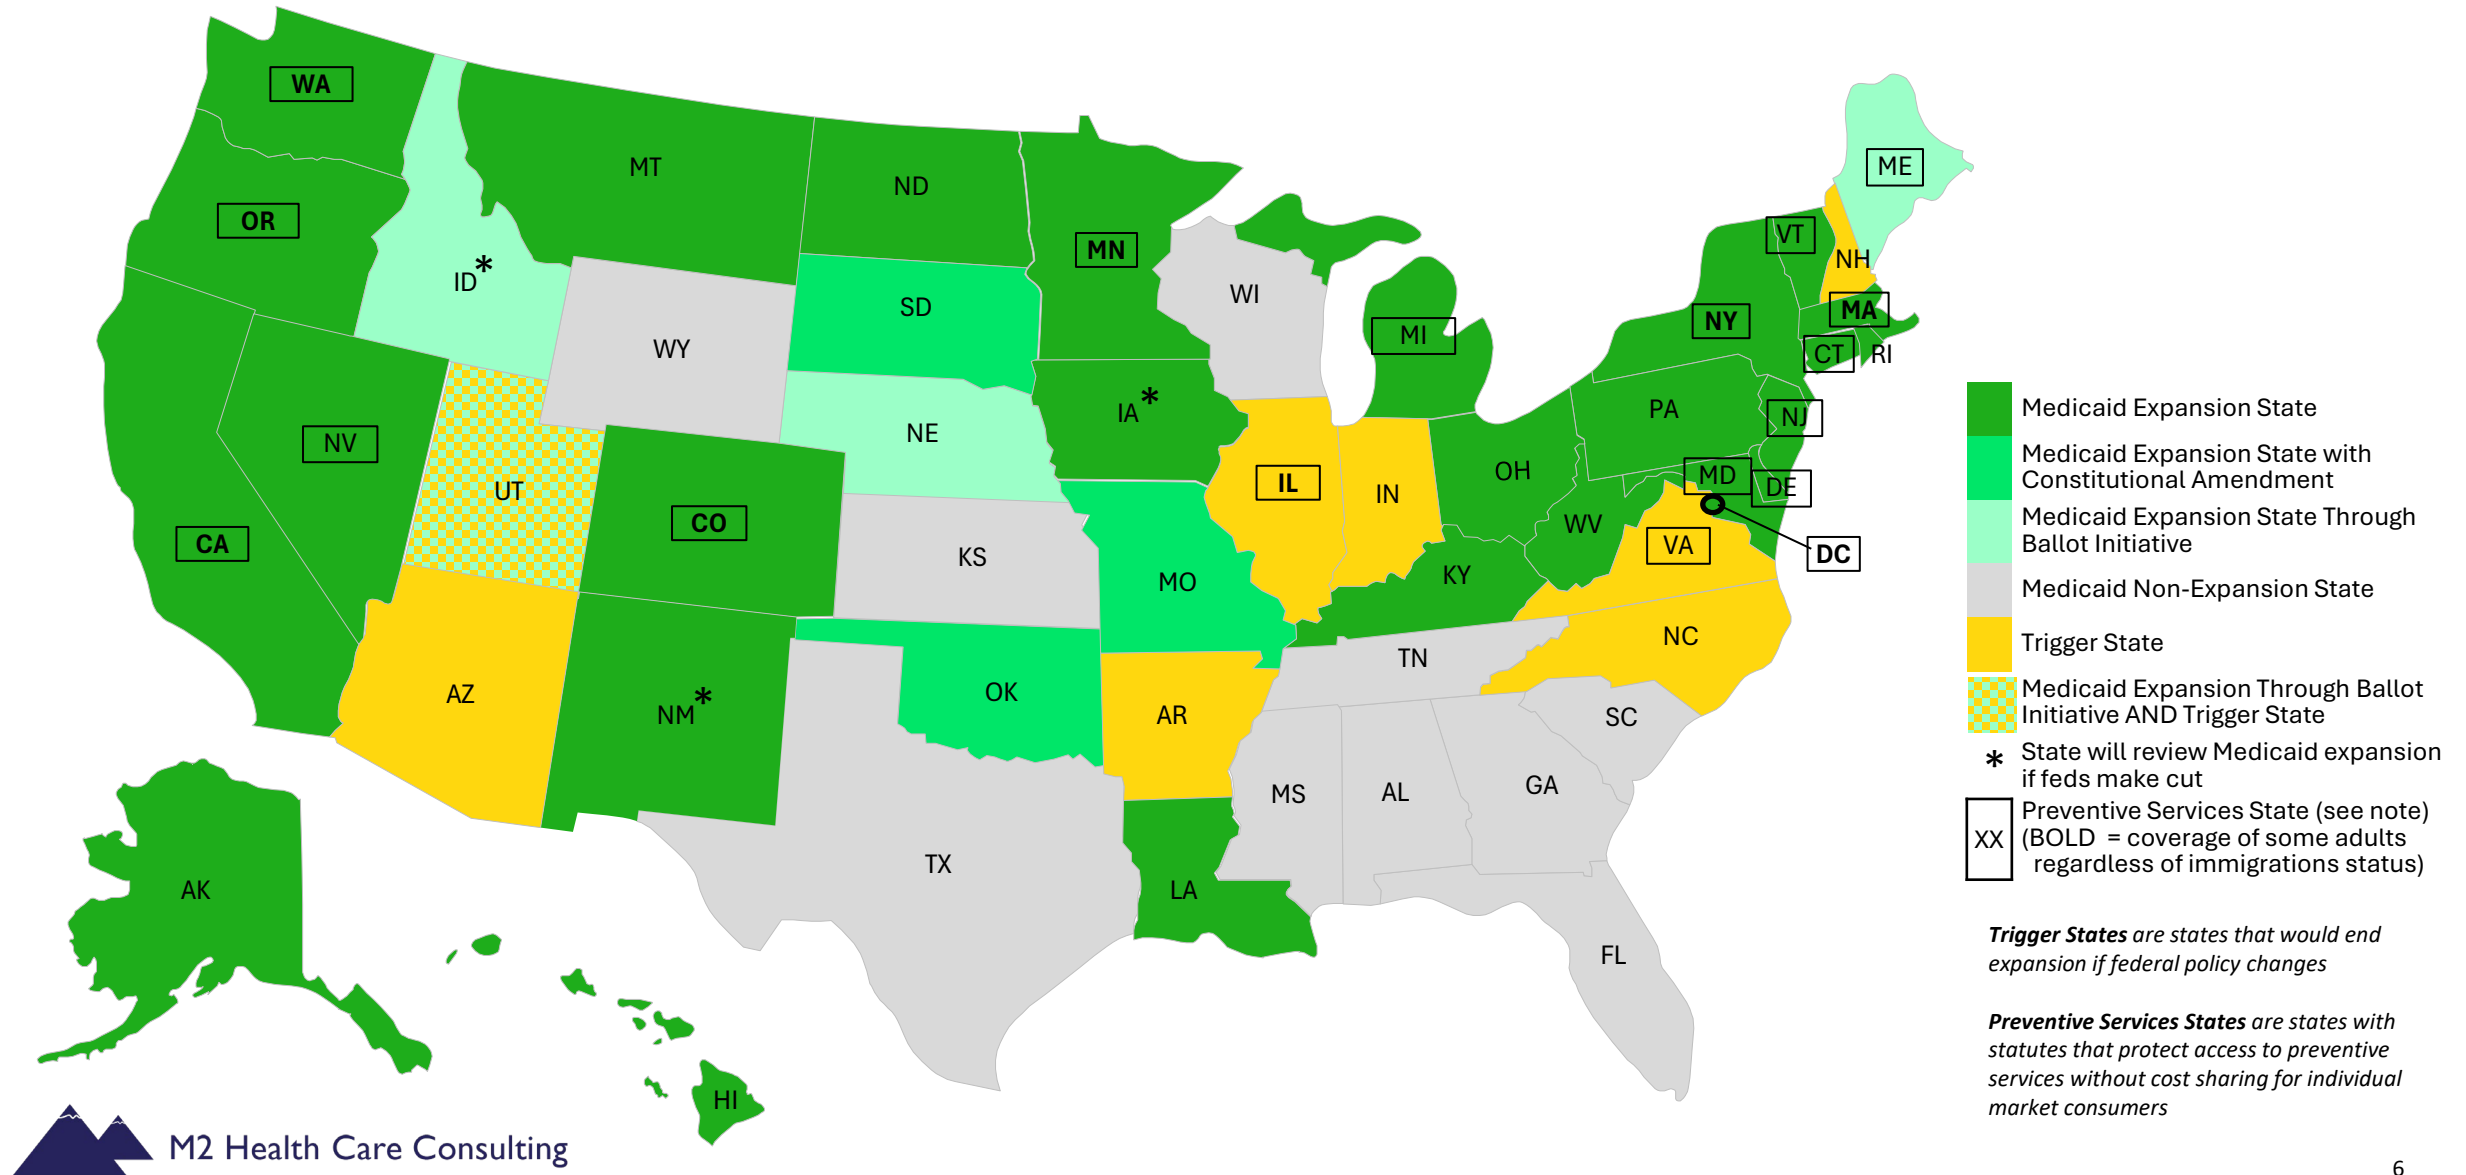 WA
MT
ND
OR
ID*
MN
SD
WI
WY
MI
ME
VT
NH
NY
MA
CT
RI
NV
UT
NE
IA*
IL
IN
OH
PA
NJ
MD
DE
DC
CA
CO
KS
MO
KY
WV
VA
AZ
NM*
OK
AR
TN
NC
SC
TX
LA
MS
AL
GA
FL
AK
HI
Medicaid Expansion State
Medicaid Expansion State with
Constitutional Amendment
Medicaid Expansion State Through
Ballot Initiative
Medicaid Non-Expansion State
Trigger State
Medicaid Expansion Through Ballot
Initiative AND Trigger State
* State will review Medicaid expansion
if feds make cut
XX Preventive Services State (see note)
(BOLD = coverage of some adults
regardless of immigrations status)
Trigger States are states that would end
expansion if federal policy changes
Preventive Services States are states with
statutes that protect access to preventive
services without cost sharing for individual
market consumers
M2 Health Care Consulting
6